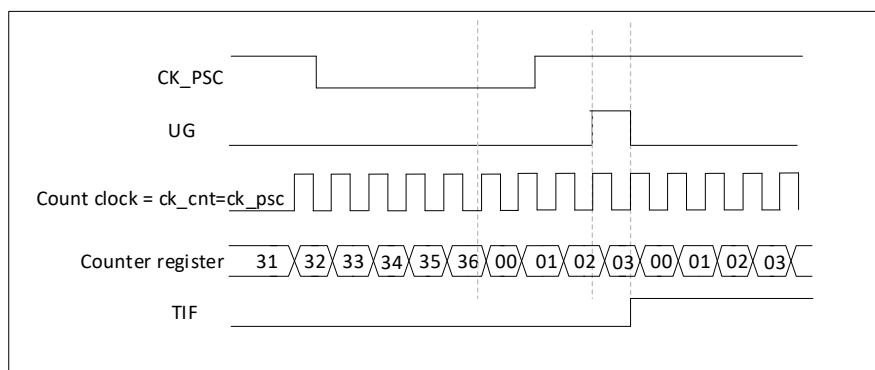 CK_PSC
UG
Count clock = ck_cnt=ck_psc
Counter register 31 32 33 34 35 36 00 01 02 03 00 01 02 03
TIF